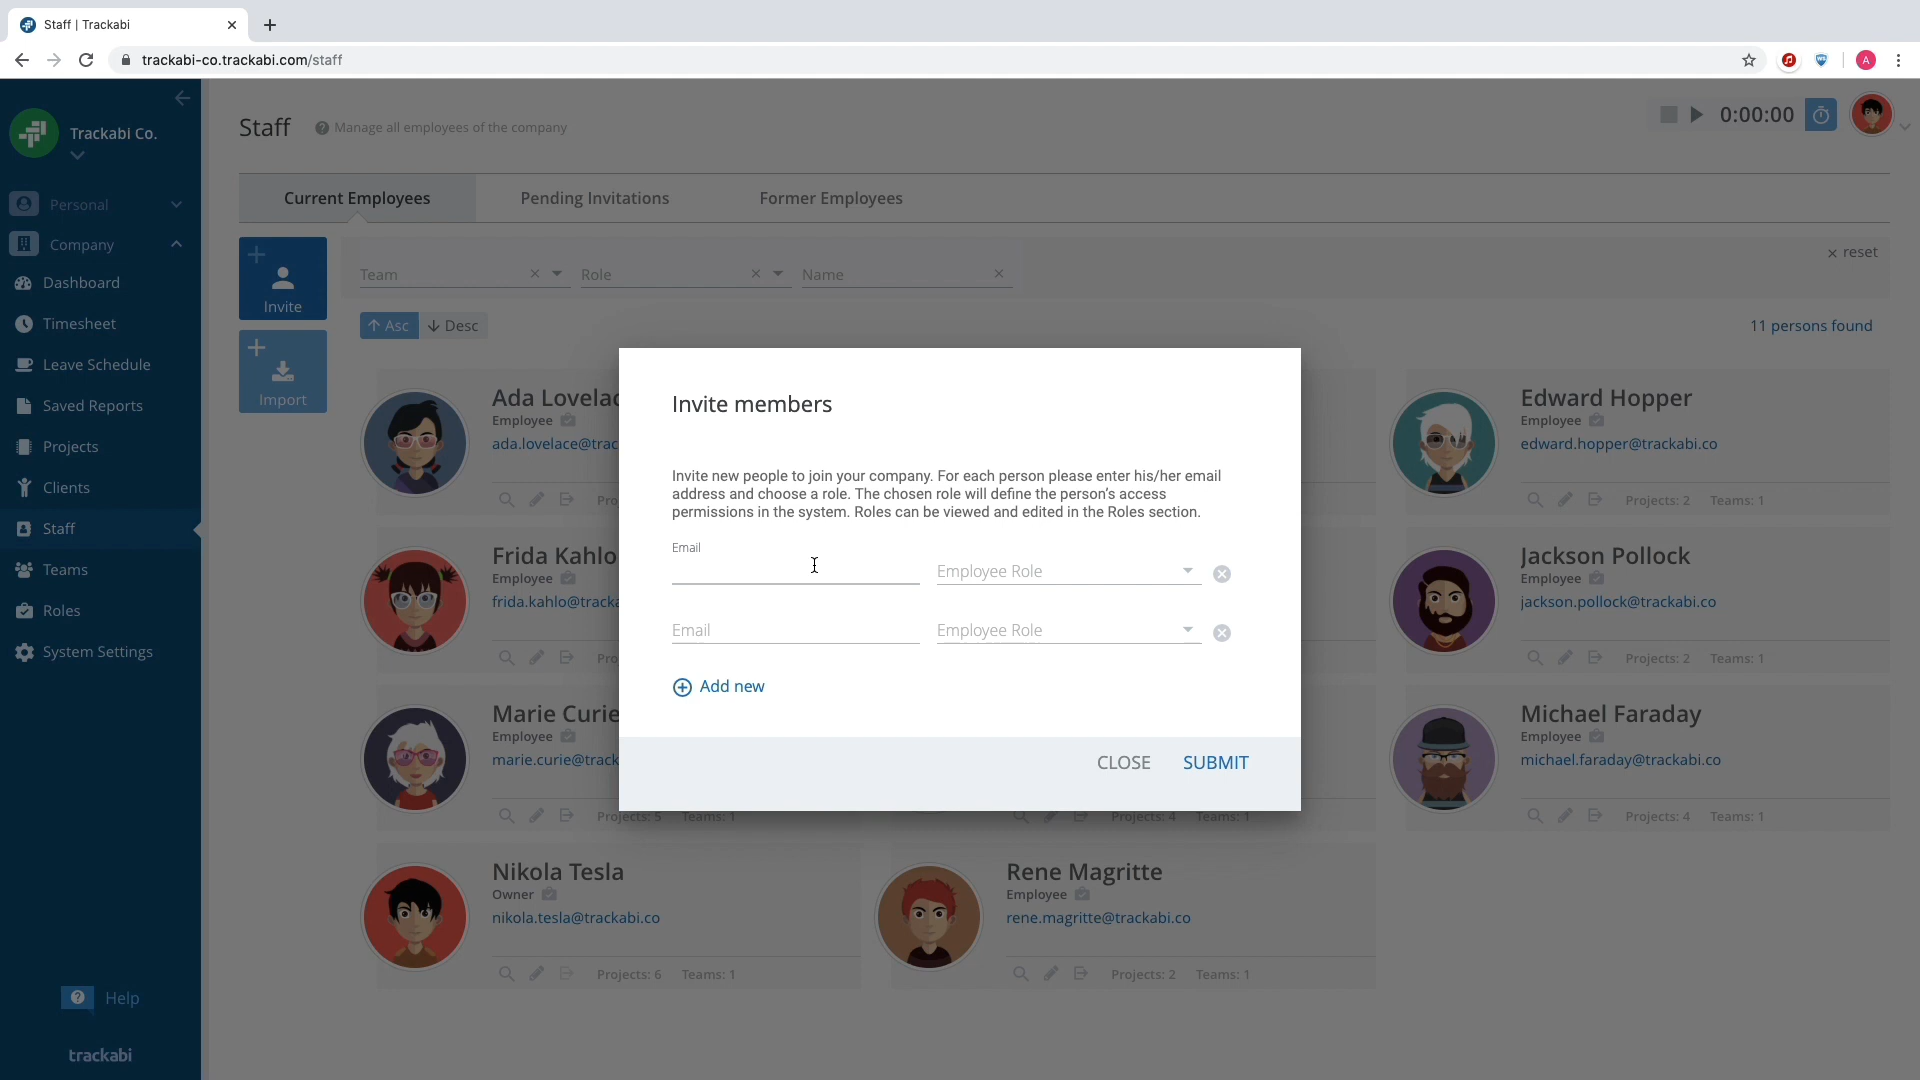 Staff | Trackabi
trackabi-co.trackabi.com/staff
A
Trackabi Co.
Personal
Company
Dashboard
Timesheet
Leave Schedule
Saved Reports
Projects
Clients
Staff
Teams
Roles
System Settings
Help
trackabi
Staff
Manage all employees of the company
0:00:00
Current Employees
Pending Invitations
Former Employees
Invite
Import
Team
Role
Name
reset
Asc
Desc
11 persons found
Ada Lovelac
Employee
ada.lovelace@trac
Pro
Edward Hopper
Employee
edward.hopper@trackabi.co
Projects: 2 Teams: 1
Frida Kahlo
Employee
frida.kahlo@tracka
Pro
Jackson Pollock
Employee
jackson.pollock@trackabi.co
Projects: 2 Teams: 1
Marie Curie
Employee
marie.curie@track
Projects: 5 Teams: 1
Projects: 4 Teams: 1
Michael Faraday
Employee
michael.faraday@trackabi.co
Projects: 4 Teams: 1
Nikola Tesla
Owner
nikola.tesla@trackabi.co
Projects: 6 Teams: 1
Rene Magritte
Employee
rene.magritte@trackabi.co
Projects: 2 Teams: 1
Invite members
Invite new people to join your company. For each person please enter his/her email
address and choose a role. The chosen role will define the person's access
permissions in the system. Roles can be viewed and edited in the Roles section.
Email
Employee Role
Email
Employee Role
Add new
CLOSE
SUBMIT